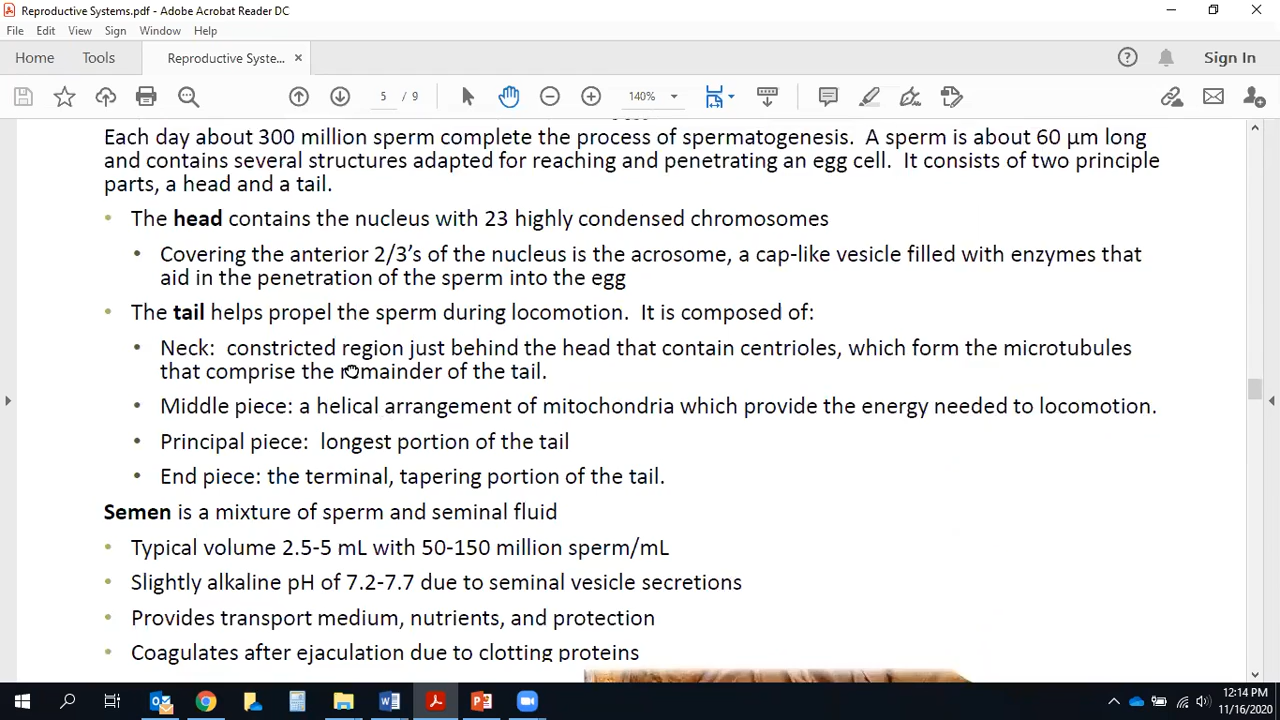 Reproductive Systems.pdf - Adobe Acrobat Reader DC
File Edit View Sign Window Help
Home Tools Reproductive Syste... × Sign In
5 / 9 140%
Each day about 300 million sperm complete the process of spermatogenesis. A sperm is about 60 µm long
and contains several structures adapted for reaching and penetrating an egg cell. It consists of two principle
parts, a head and a tail.
• The head contains the nucleus with 23 highly condensed chromosomes
• Covering the anterior 2/3’s of the nucleus is the acrosome, a cap-like vesicle filled with enzymes that
aid in the penetration of the sperm into the egg
• The tail helps propel the sperm during locomotion. It is composed of:
• Neck: constricted region just behind the head that contain centrioles, which form the microtubules
that comprise the remainder of the tail.
• Middle piece: a helical arrangement of mitochondria which provide the energy needed to locomotion.
• Principal piece: longest portion of the tail
• End piece: the terminal, tapering portion of the tail.
Semen is a mixture of sperm and seminal fluid
• Typical volume 2.5-5 mL with 50-150 million sperm/mL
• Slightly alkaline pH of 7.2-7.7 due to seminal vesicle secretions
• Provides transport medium, nutrients, and protection
• Coagulates after ejaculation due to clotting proteins
12:14 PM
11/16/2020